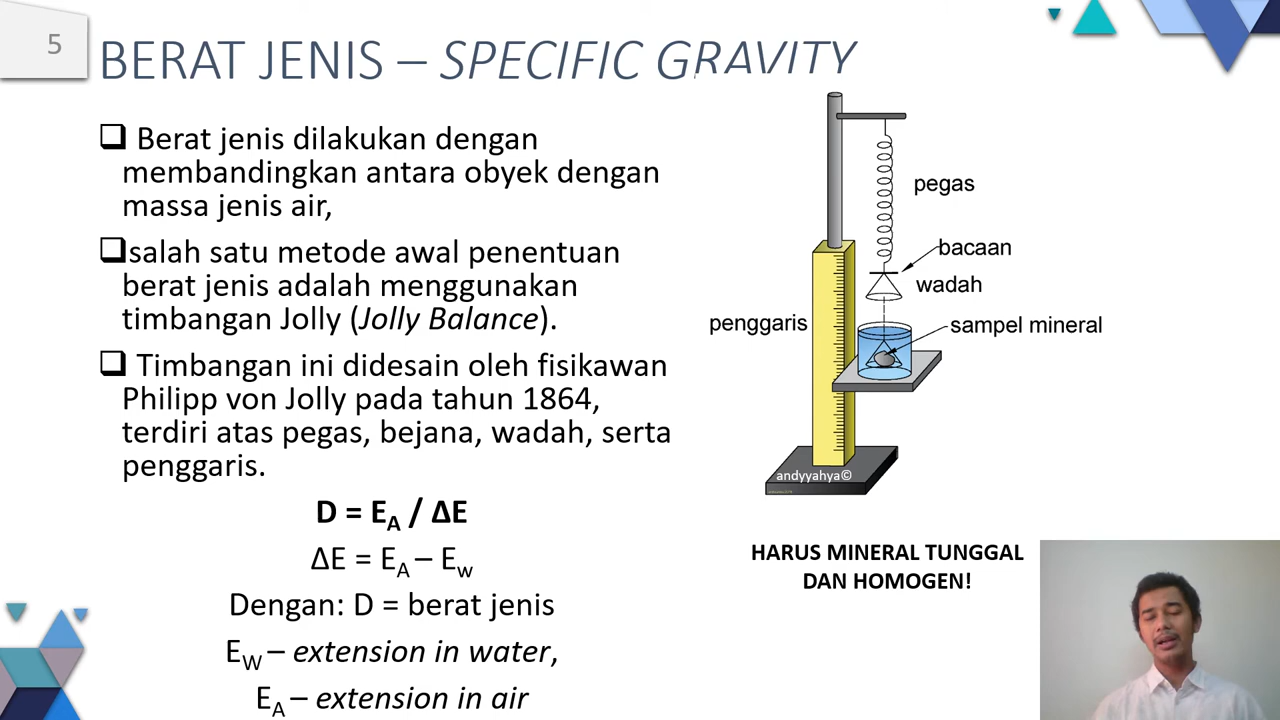 5
BERAT JENIS – SPECIFIC GRAVITY
Berat jenis dilakukan dengan
membandingkan antara obyek dengan
massa jenis air,
salah satu metode awal penentuan
berat jenis adalah menggunakan
timbangan Jolly (Jolly Balance).
Timbangan ini didesain oleh fisikawan
Philipp von Jolly pada tahun 1864,
terdiri atas pegas, bejana, wadah, serta
penggaris.
D = E_A / ΔE
ΔE = E_A – E_w
Dengan: D = berat jenis
E_W – extension in water,
E_A – extension in air
pegas
bacaan
wadah
penggaris
sampel mineral
andyyahya©
HARUS MINERAL TUNGGAL
DAN HOMOGEN!